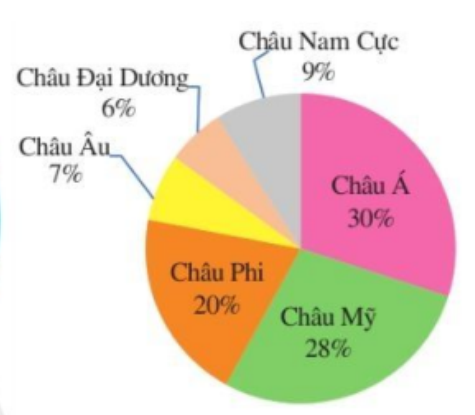 Châu Nam Cực
9%
Châu Đại Dương
6%
Châu Âu
7%
Châu Á
30%
Châu Phi
20%
Châu Mỹ
28%